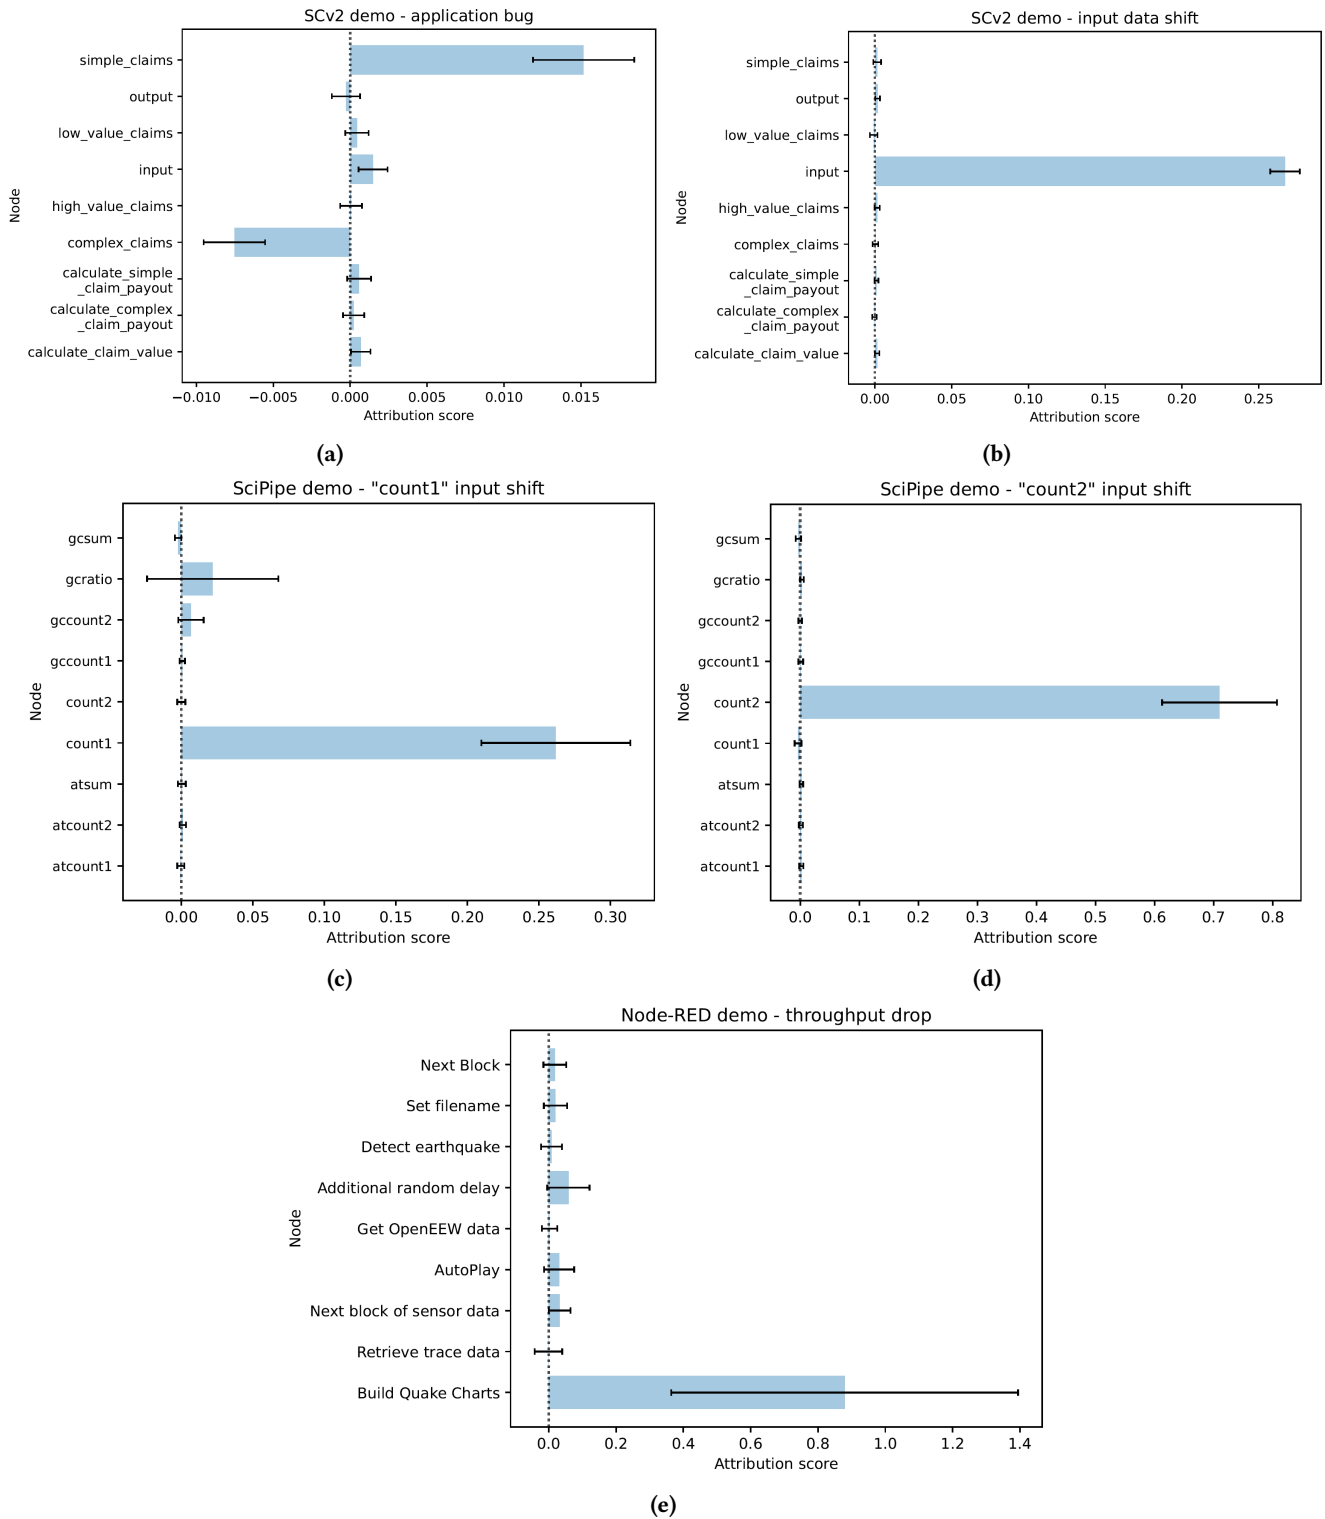 SCv2 demo - application bug
simple_claims
output
low_value_claims
input
high_value_claims
complex_claims
calculate_simple
_claim_payout
calculate_complex
_claim_payout
calculate_claim_value
Node
−0.010 −0.005 0.000 0.005 0.010 0.015
Attribution score
(a)
SCv2 demo - input data shift
simple_claims
output
low_value_claims
input
high_value_claims
complex_claims
calculate_simple
_claim_payout
calculate_complex
_claim_payout
calculate_claim_value
Node
0.00 0.05 0.10 0.15 0.20 0.25
Attribution score
(b)
SciPipe demo - "count1" input shift
gcsum
gcratio
gccount2
gccount1
count2
count1
atsum
atcount2
atcount1
Node
0.00 0.05 0.10 0.15 0.20 0.25 0.30
Attribution score
(c)
SciPipe demo - "count2" input shift
gcsum
gcratio
gccount2
gccount1
count2
count1
atsum
atcount2
atcount1
Node
0.0 0.1 0.2 0.3 0.4 0.5 0.6 0.7 0.8
Attribution score
(d)
Node-RED demo - throughput drop
Next Block
Set filename
Detect earthquake
Additional random delay
Get OpenEEW data
AutoPlay
Next block of sensor data
Retrieve trace data
Build Quake Charts
Node
0.0 0.2 0.4 0.6 0.8 1.0 1.2 1.4
Attribution score
(e)